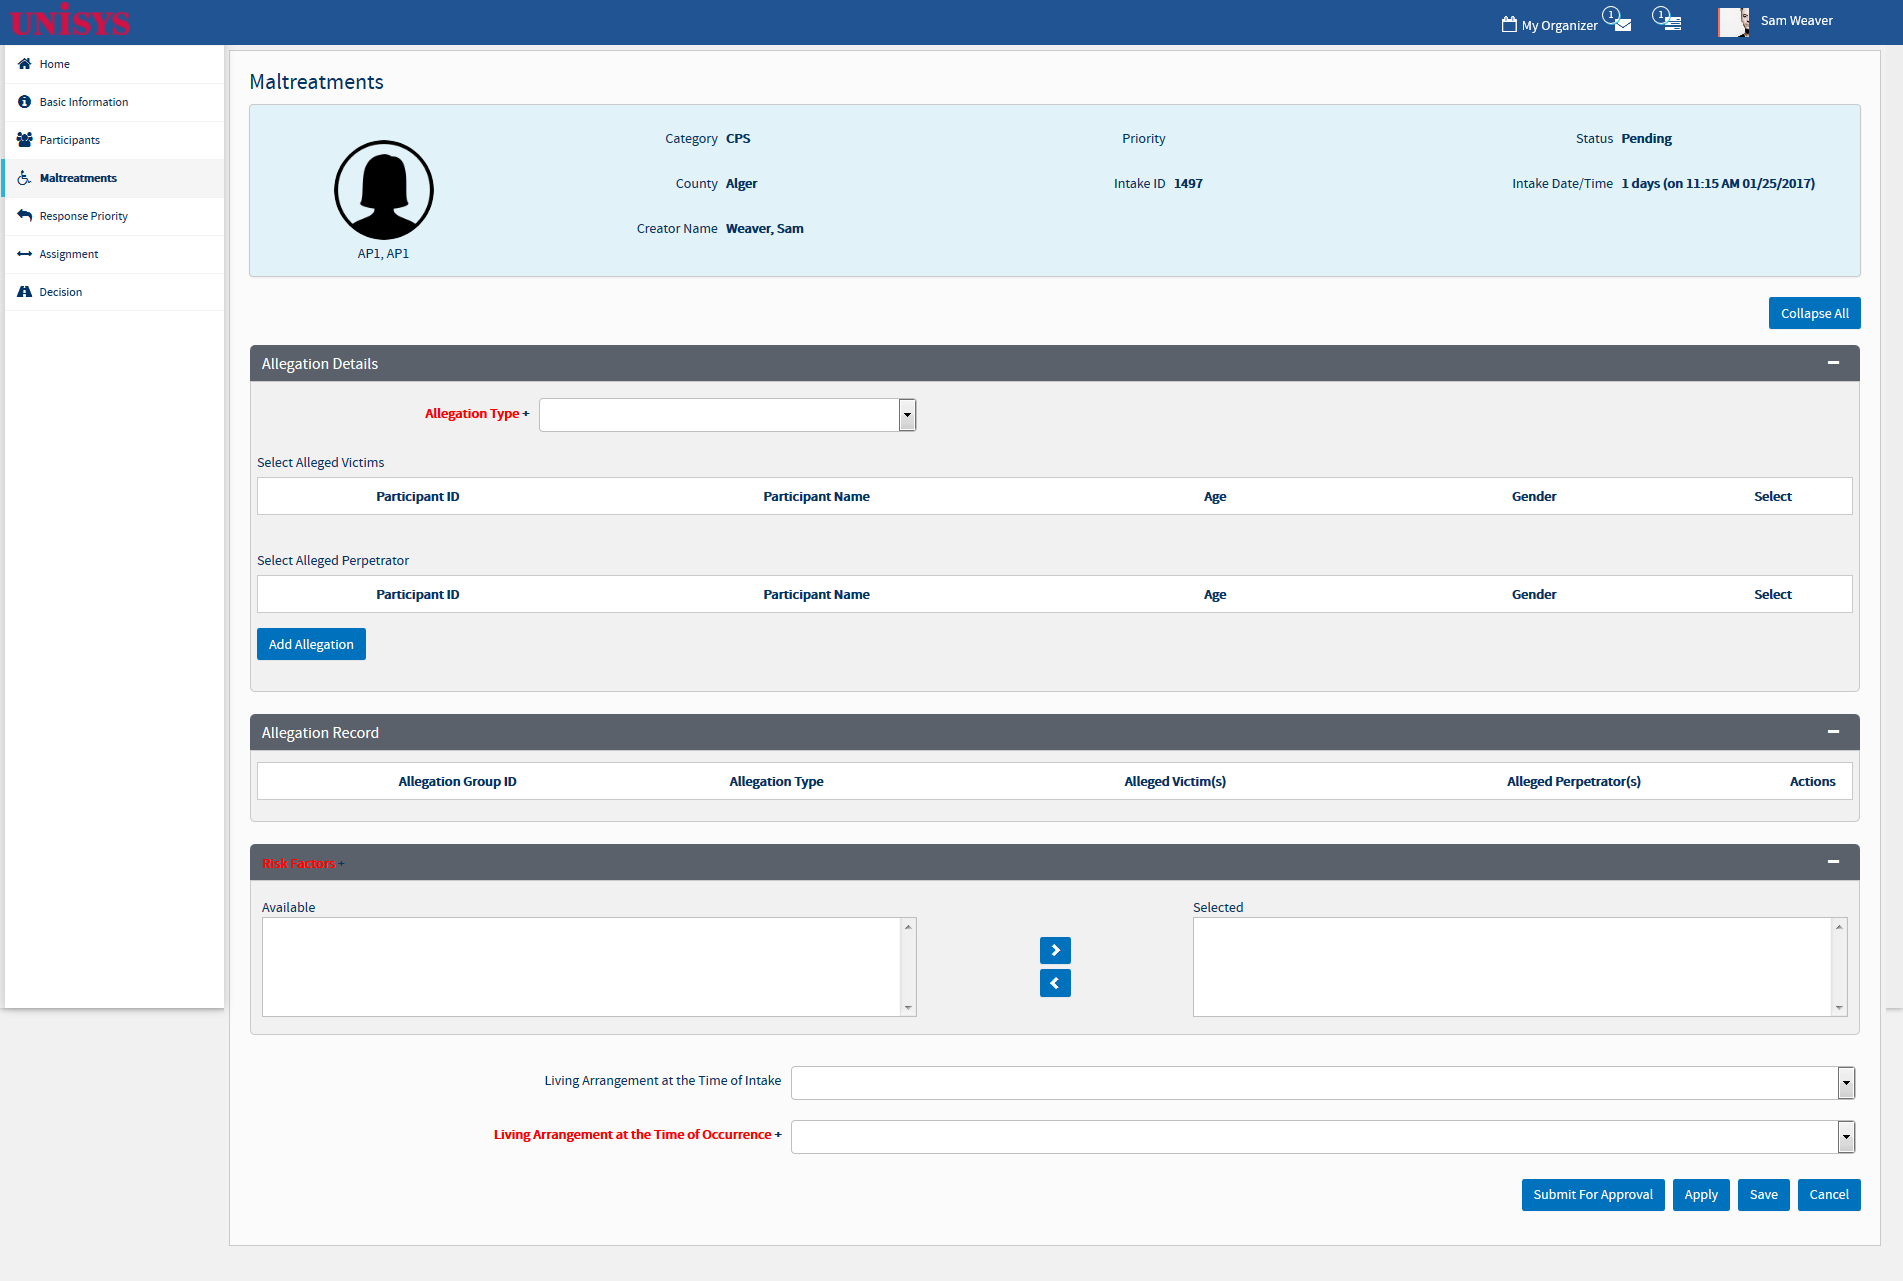 UNiSYS
My Organizer
1
1
Sam Weaver
Home
Basic Information
Participants
Maltreatments
Response Priority
Assignment
Decision
Maltreatments
AP1, AP1
Category CPS
Priority
Status Pending
County Alger
Intake ID 1497
Intake Date/Time 1 days (on 11:15 AM 01/25/2017)
Creator Name Weaver, Sam
Collapse All
Allegation Details
Allegation Type +
Select Alleged Victims
Participant ID Participant Name Age Gender Select
Select Alleged Perpetrator
Participant ID Participant Name Age Gender Select
Add Allegation
Allegation Record
Allegation Group ID Allegation Type Alleged Victim(s) Alleged Perpetrator(s) Actions
Risk Factors +
Available
Selected
Living Arrangement at the Time of Intake
Living Arrangement at the Time of Occurrence +
Submit For Approval Apply Save Cancel